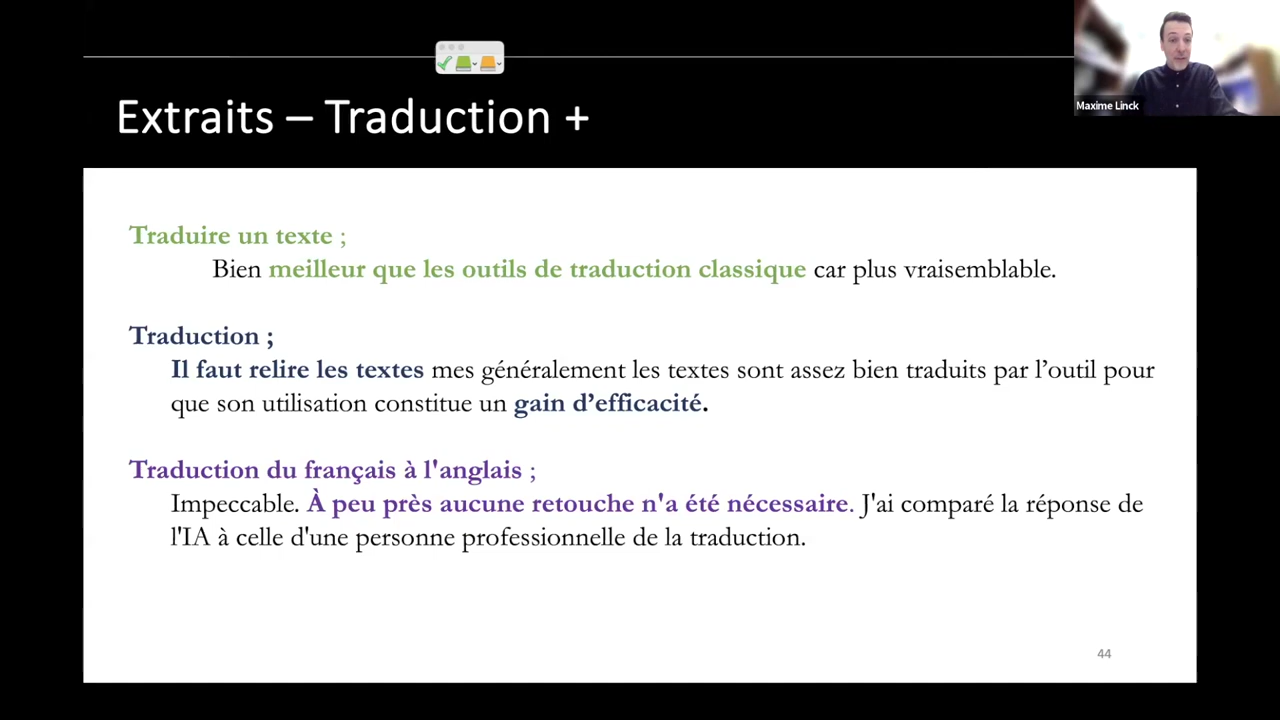 Maxime Linck
Extraits – Traduction +
Traduire un texte ;
Bien meilleur que les outils de traduction classique car plus vraisemblable.
Traduction ;
Il faut relire les textes mes généralement les textes sont assez bien traduits par l’outil pour
que son utilisation constitue un gain d’efficacité.
Traduction du français à l'anglais ;
Impeccable. À peu près aucune retouche n'a été nécessaire. J'ai comparé la réponse de
l'IA à celle d'une personne professionnelle de la traduction.
44